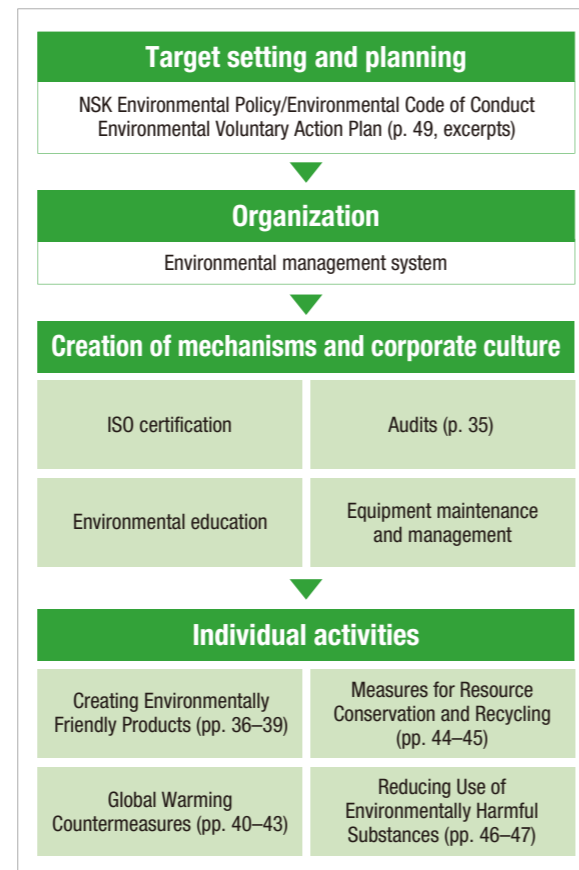 Target setting and planning
NSK Environmental Policy/Environmental Code of Conduct
Environmental Voluntary Action Plan (p. 49, excerpts)
Organization
Environmental management system
Creation of mechanisms and corporate culture
ISO certification
Audits (p. 35)
Environmental education
Equipment maintenance
and management
Individual activities
Creating Environmentally
Friendly Products (pp. 36–39)
Measures for Resource
Conservation and Recycling
(pp. 44–45)
Global Warming
Countermeasures (pp. 40–43)
Reducing Use of
Environmentally Harmful
Substances (pp. 46–47)